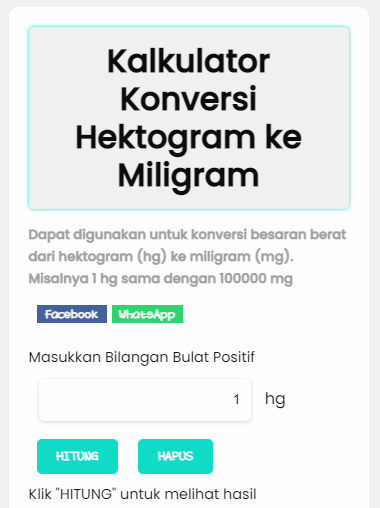 Kalkulator
Konversi
Hektogram ke
Miligram
Dapat digunakan untuk konversi besaran berat
dari hektogram (hg) ke miligram (mg).
Misalnya 1 hg sama dengan 100000 mg
Facebook WhatsApp
Masukkan Bilangan Bulat Positif
1 hg
HITUNG HAPUS
Klik "HITUNG" untuk melihat hasil